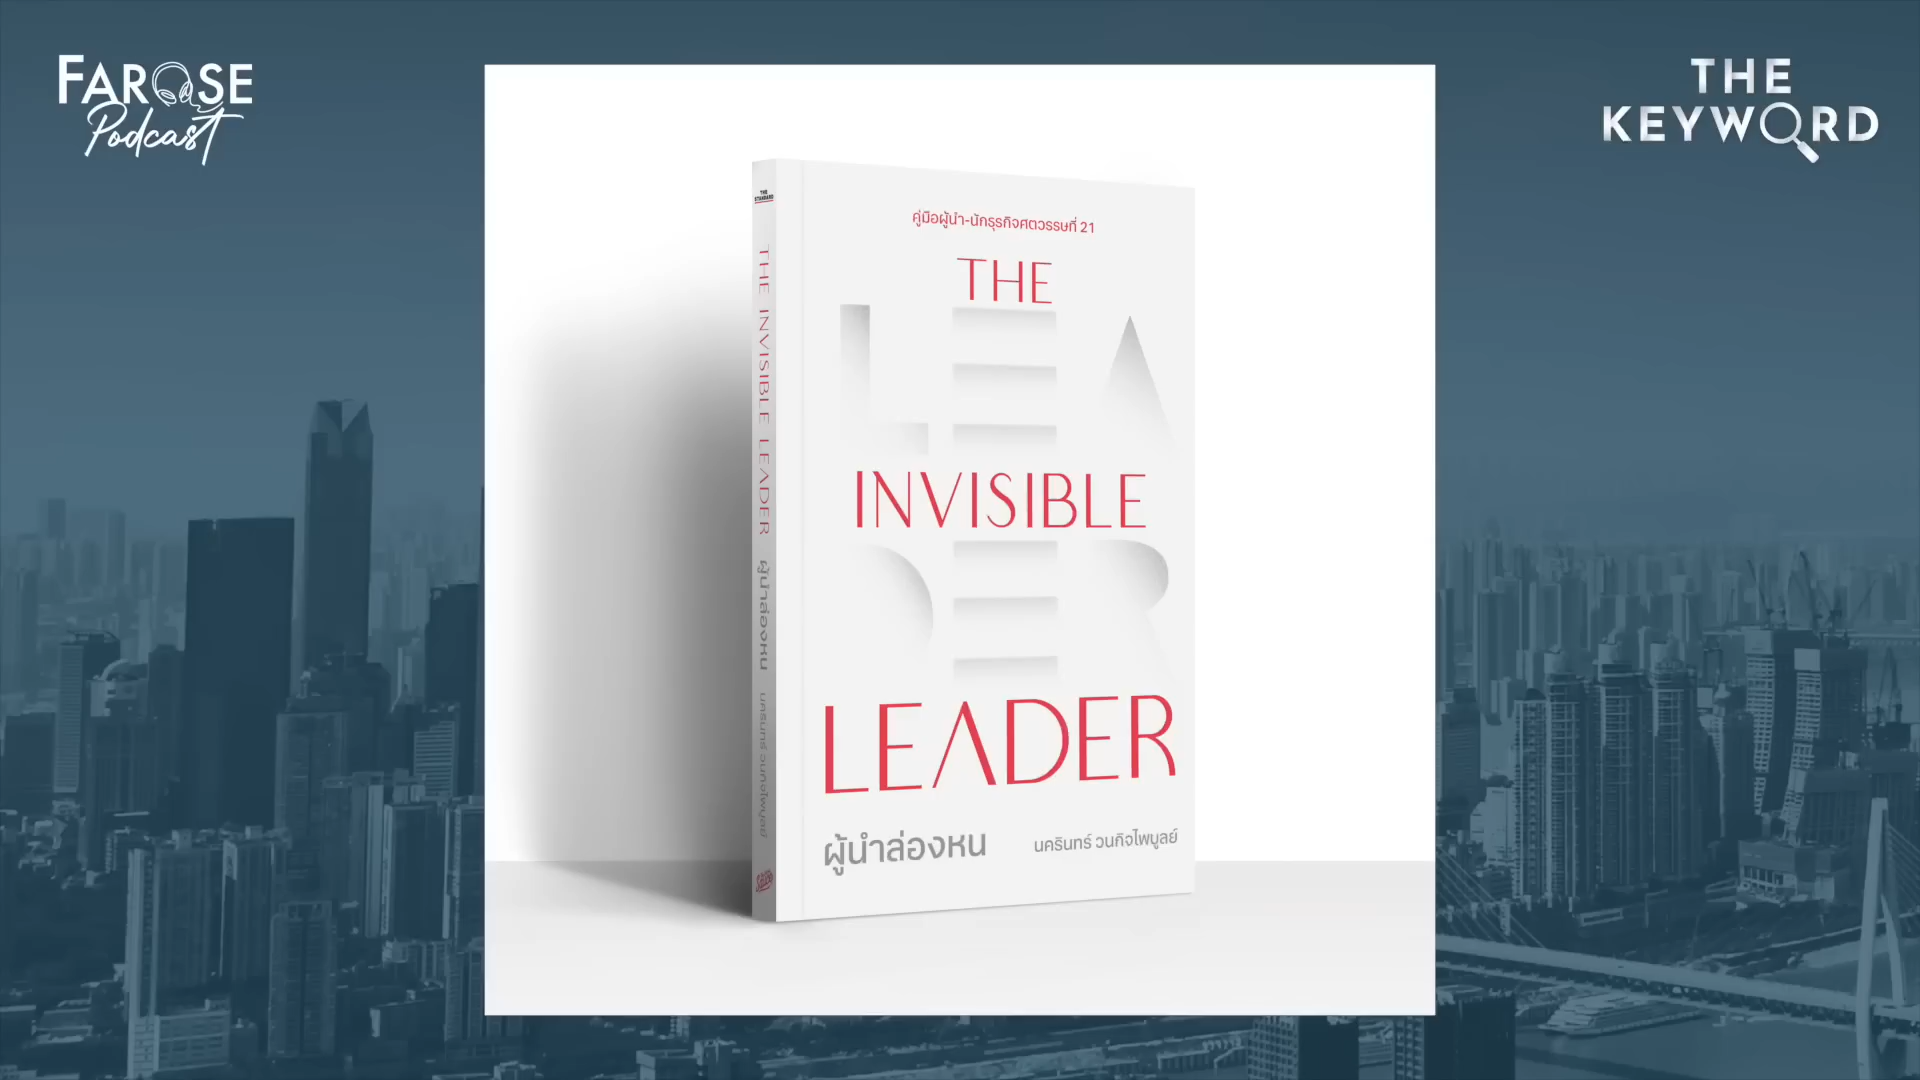 FAROSE
Podcast
THE
KEYWORD
THE
STANDARD
THE INVISIBLE LEADER ผู้นำล่องหน นครินทร์ วนกิจไพบูลย์
คู่มือผู้นำ-นักธุรกิจศตวรรษที่ 21
THE
LEA
INVISIBLE
DER
LEADER
ผู้นำล่องหน
นครินทร์ วนกิจไพบูลย์